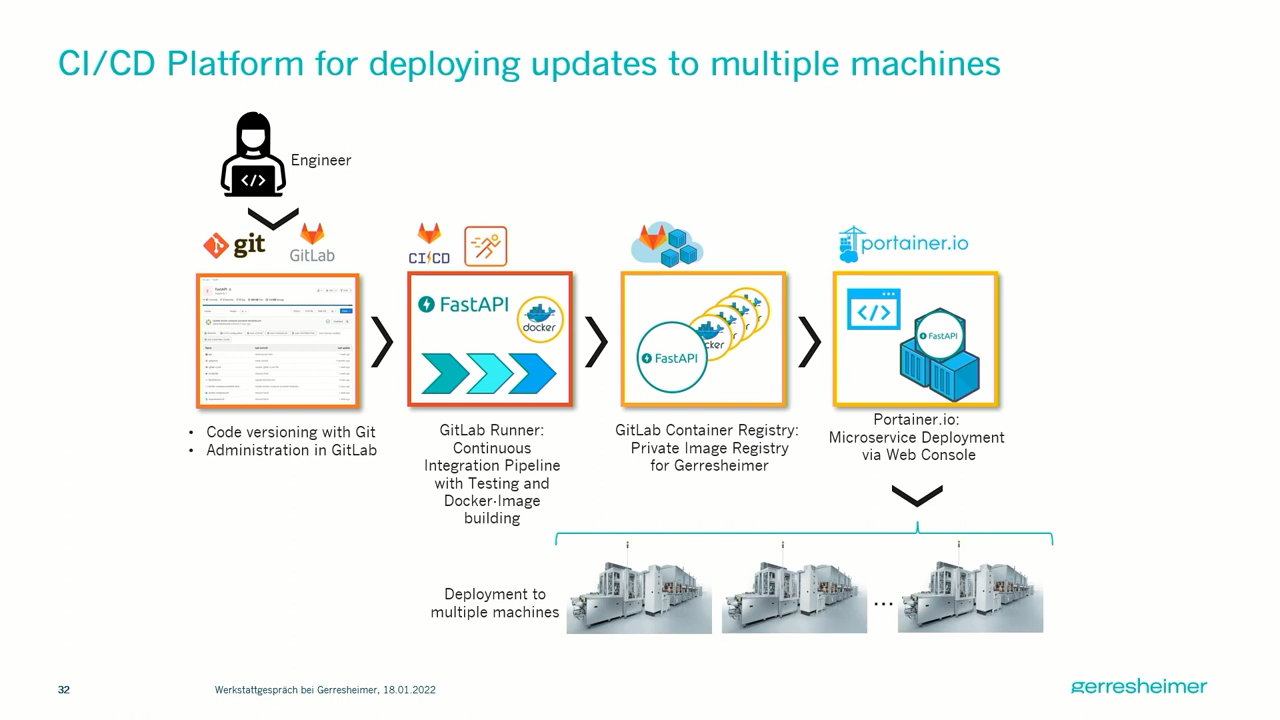 CI/CD Platform for deploying updates to multiple machines
Engineer
git
GitLab
CI CD
portainer.io
FastAPI
FastAPI
docker
FastAPI
docker
</>
FastAPI
• Code versioning with Git
• Administration in GitLab
GitLab Runner:
Continuous
Integration Pipeline
with Testing and
Docker-Image
building
GitLab Container Registry:
Private Image Registry
for Gerresheimer
Portainer.io:
Microservice Deployment
via Web Console
Deployment to
multiple machines
...
32
Werkstattgespräch bei Gerresheimer, 18.01.2022
gerresheimer